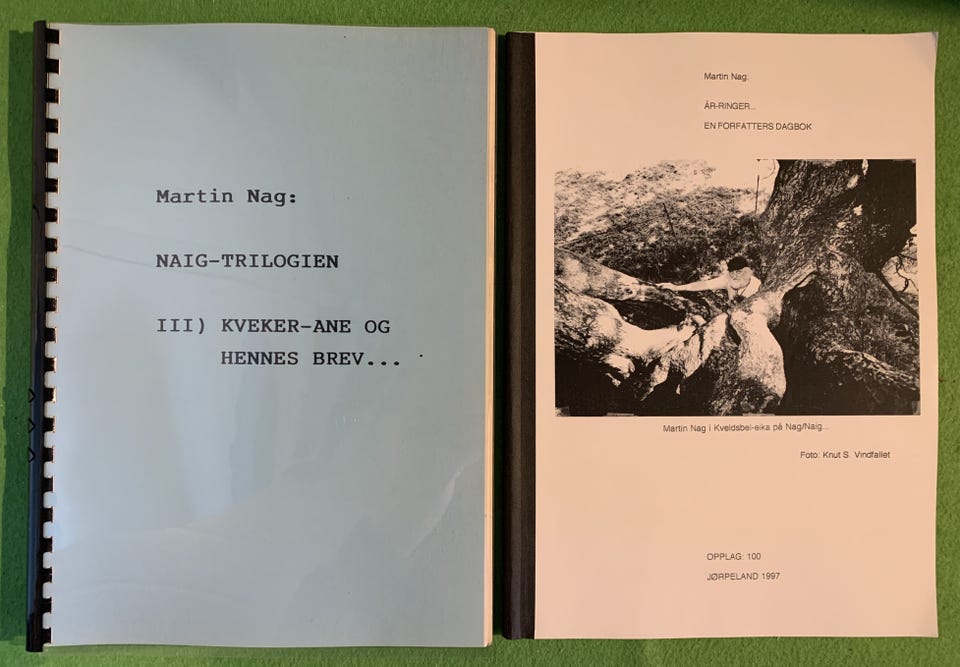 Martin Nag:
NAIG-TRILOGIEN
III) KVEKER-ANE OG
HENNES BREV...
Martin Nag:
ÅR-RINGER...
EN FORFATTERS DAGBOK
Martin Nag i Kveldsbel-eika på Nag/Naig...
Foto: Knut S. Vindfallet
OPPLAG: 100
JØRPELAND 1997